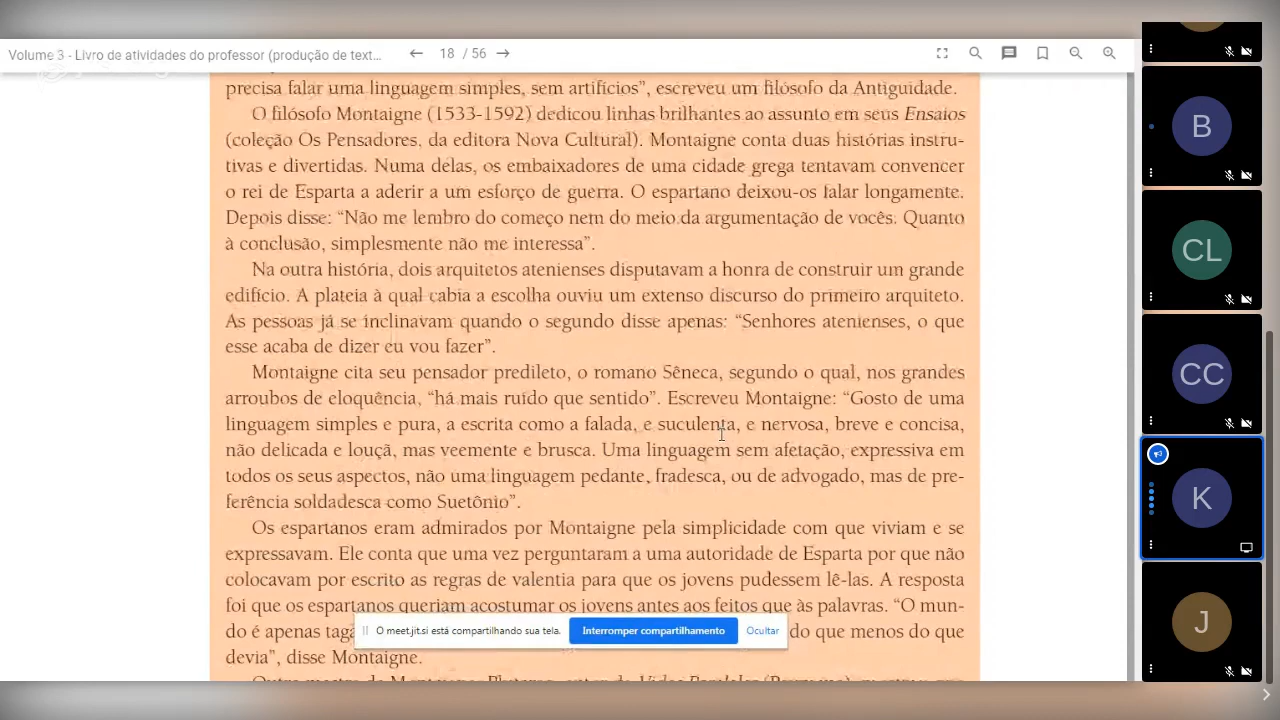 Volume 3 - Livro de atividades do professor (produção de text...
18 / 56
precisa falar uma linguagem simples, sem artifícios”, escreveu um filósofo da Antiguidade.
O filósofo Montaigne (1533-1592) dedicou linhas brilhantes ao assunto em seus Ensaios
(coleção Os Pensadores, da editora Nova Cultural). Montaigne conta duas histórias instru-
tivas e divertidas. Numa delas, os embaixadores de uma cidade grega tentavam convencer
o rei de Esparta a aderir a um esforço de guerra. O espartano deixou-os falar longamente.
Depois disse: “Não me lembro do começo nem do meio da argumentação de vocês. Quanto
à conclusão, simplesmente não me interessa”.
Na outra história, dois arquitetos atenienses disputavam a honra de construir um grande
edifício. A plateia à qual cabia a escolha ouviu um extenso discurso do primeiro arquiteto.
As pessoas já se inclinavam quando o segundo disse apenas: “Senhores atenienses, o que
esse acaba de dizer eu vou fazer”.
Montaigne cita seu pensador predileto, o romano Sêneca, segundo o qual, nos grandes
arroubos de eloquência, “há mais ruído que sentido”. Escreveu Montaigne: “Gosto de uma
linguagem simples e pura, a escrita como a falada, e suculenta, e nervosa, breve e concisa,
não delicada e louçã, mas veemente e brusca. Uma linguagem sem afetação, expressiva em
todos os seus aspectos, não uma linguagem pedante, fradesca, ou de advogado, mas de pre-
ferência soldadesca como Suetônio”.
Os espartanos eram admirados por Montaigne pela simplicidade com que viviam e se
expressavam. Ele conta que uma vez perguntaram a uma autoridade de Esparta por que não
colocavam por escrito as regras de valentia para que os jovens pudessem lê-las. A resposta
foi que os espartanos queriam acostumar os jovens antes aos feitos que às palavras. “O mun-
do é apenas taga do que menos do que
devia”, disse Montaigne.
O meet.jit.si está compartilhando sua tela.
Interromper compartilhamento
Ocultar
B
CL
CC
K
J